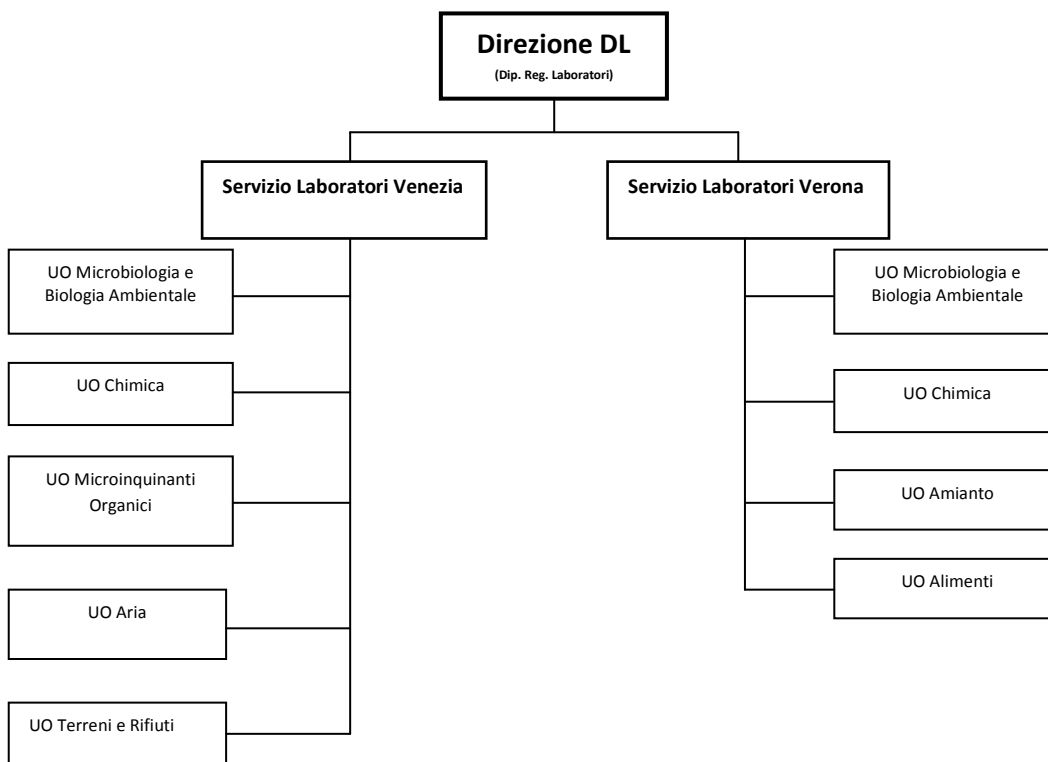 Direzione DL
(Dip. Reg. Laboratori)
Servizio Laboratori Venezia
Servizio Laboratori Verona
UO Microbiologia e
Biologia Ambientale
UO Chimica
UO Microinquinanti
Organici
UO Aria
UO Terreni e Rifiuti
UO Microbiologia e
Biologia Ambientale
UO Chimica
UO Amianto
UO Alimenti